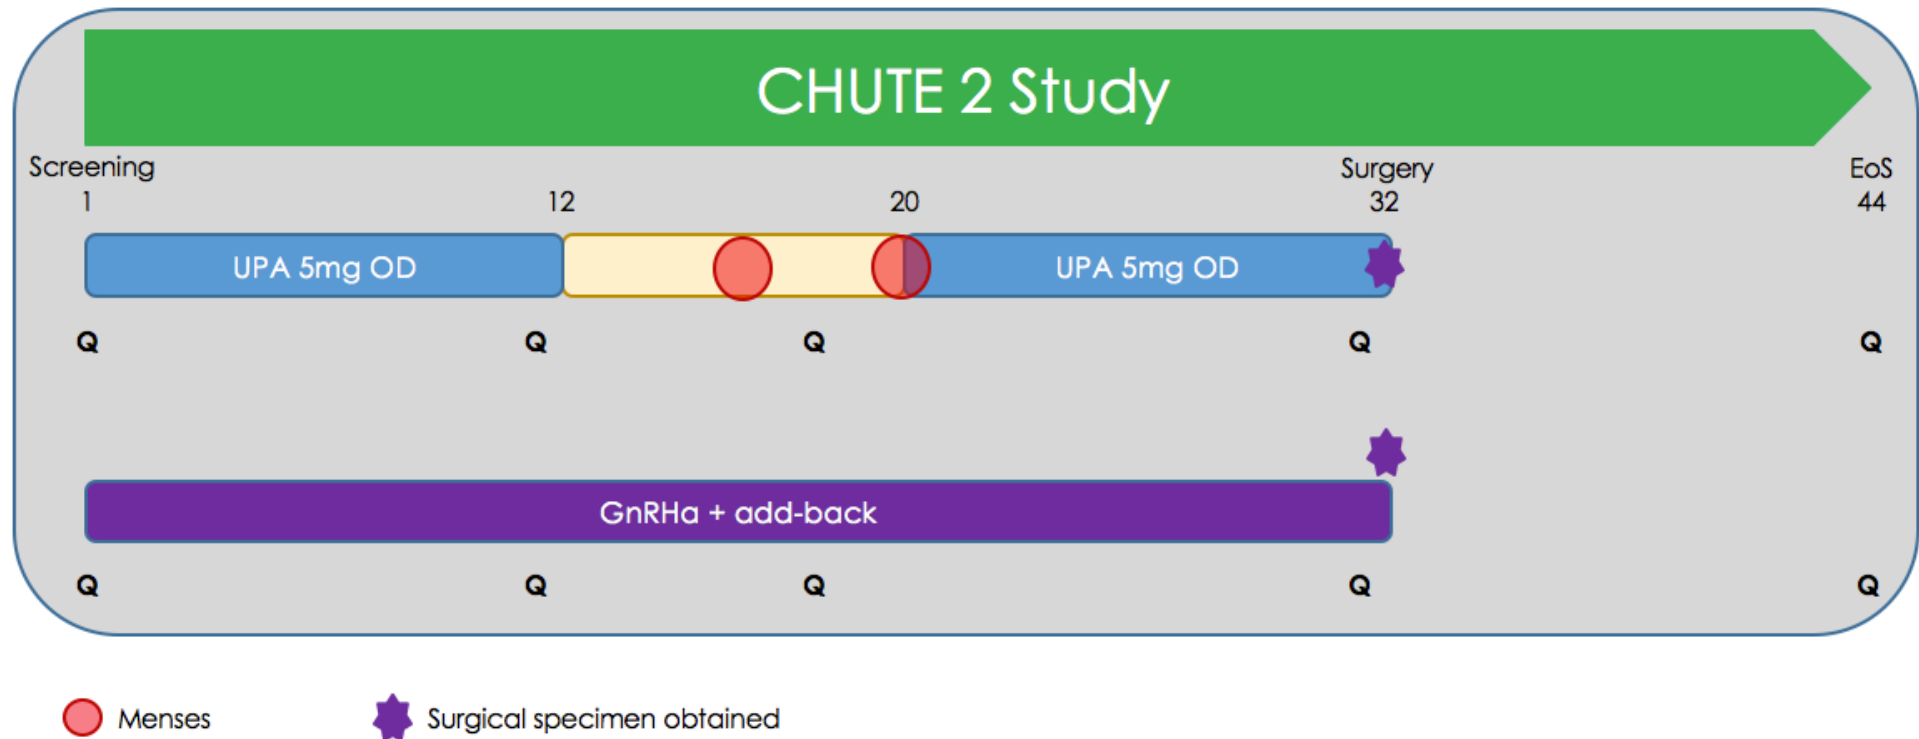 CHUTE 2 Study
Screening
Surgery
EoS
1
12
20
32
44
UPA 5mg OD
UPA 5mg OD
Q Q Q Q Q
GnRHa + add-back
Q Q Q Q Q
Menses
Surgical specimen obtained